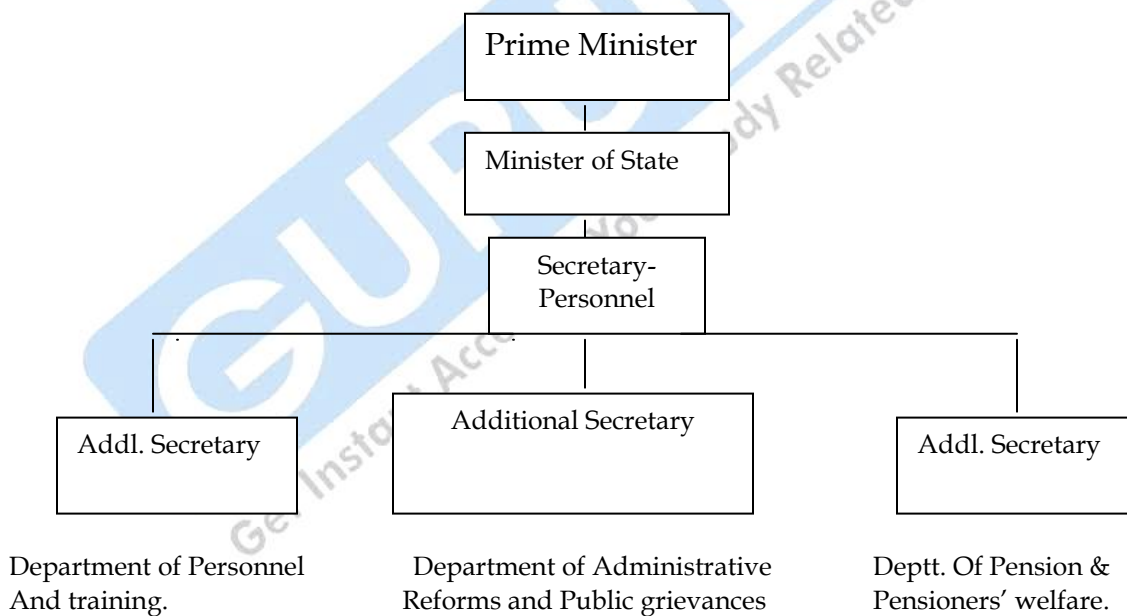 Prime Minister
Minister of State
Secretary-
Personnel
Addl. Secretary
Additional Secretary
Addl. Secretary
Department of Personnel
And training.
Department of Administrative
Reforms and Public grievances
Deptt. Of Pension &
Pensioners' welfare.